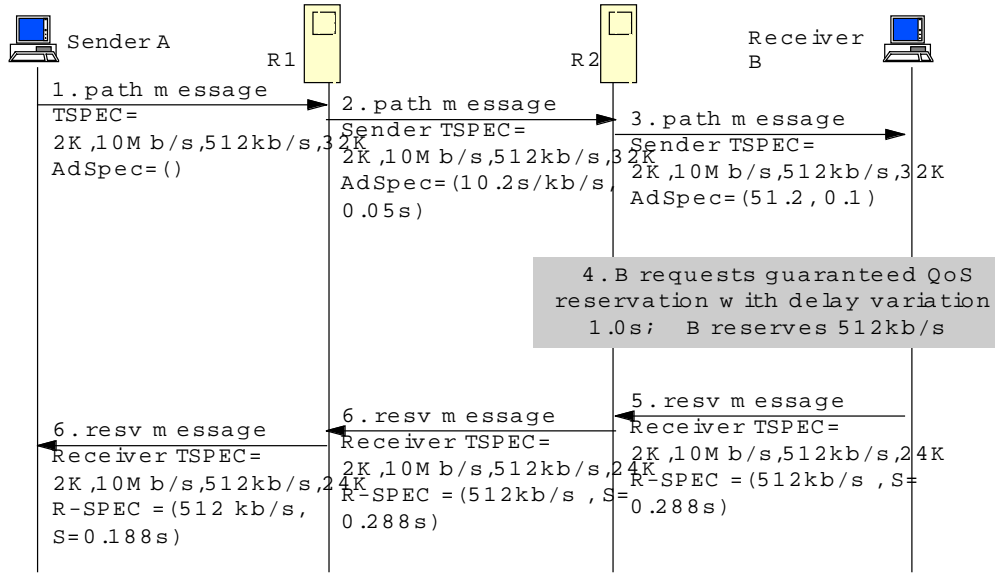 Sender A
R1
R2
Receiver
B
1.path message
TSPEC=
2K,10Mb/s,512kb/s,32K
AdSpec=()
2.path message
Sender TSPEC=
2K,10Mb/s,512kb/s,32K
AdSpec=(10.2s/kb/s,
0.05s)
3.path message
Sender TSPEC=
2K,10Mb/s,512kb/s,32K
AdSpec=(51.2,0.1)
4.B requests guaranteed QoS
reservation with delay variation
1.0s; B reserves 512kb/s
5.resv message
Receiver TSPEC=
2K,10Mb/s,512kb/s,24K
R-SPEC =(512kb/s ,S=
0.288s)
6.resv message
Receiver TSPEC=
2K,10Mb/s,512kb/s,24K
R-SPEC =(512kb/s ,S=
0.288s)
6.resv message
Receiver TSPEC=
2K,10Mb/s,512kb/s,24K
R-SPEC =(512 kb/s,
S=0.188s)